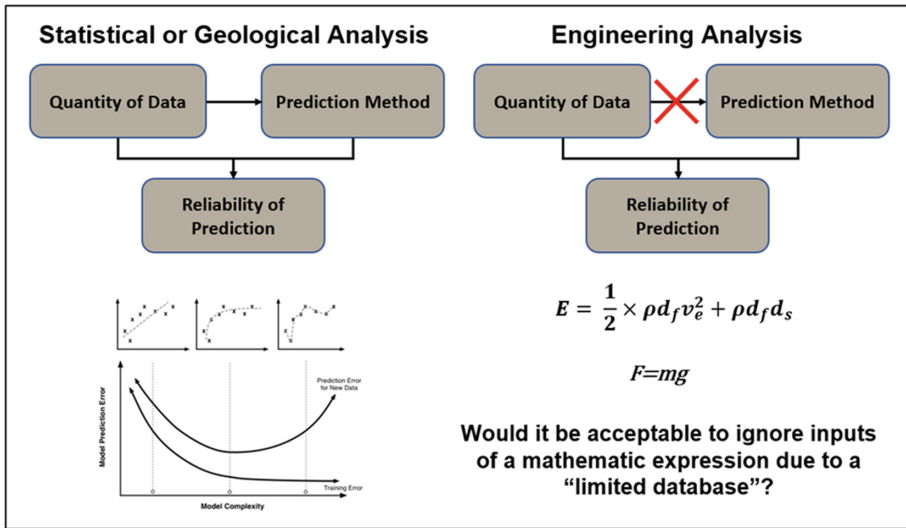 Statistical or Geological Analysis
Quantity of Data
Prediction Method
Reliability of
Prediction
Model Prediction Error
Prediction Error
for New Data
Training Error
Model Complexity
Engineering Analysis
Quantity of Data
Prediction Method
Reliability of
Prediction
E = 1/2 × ρd_f v_e^2 + ρd_f d_s
F=mg
Would it be acceptable to ignore inputs
of a mathematic expression due to a
“limited database”?